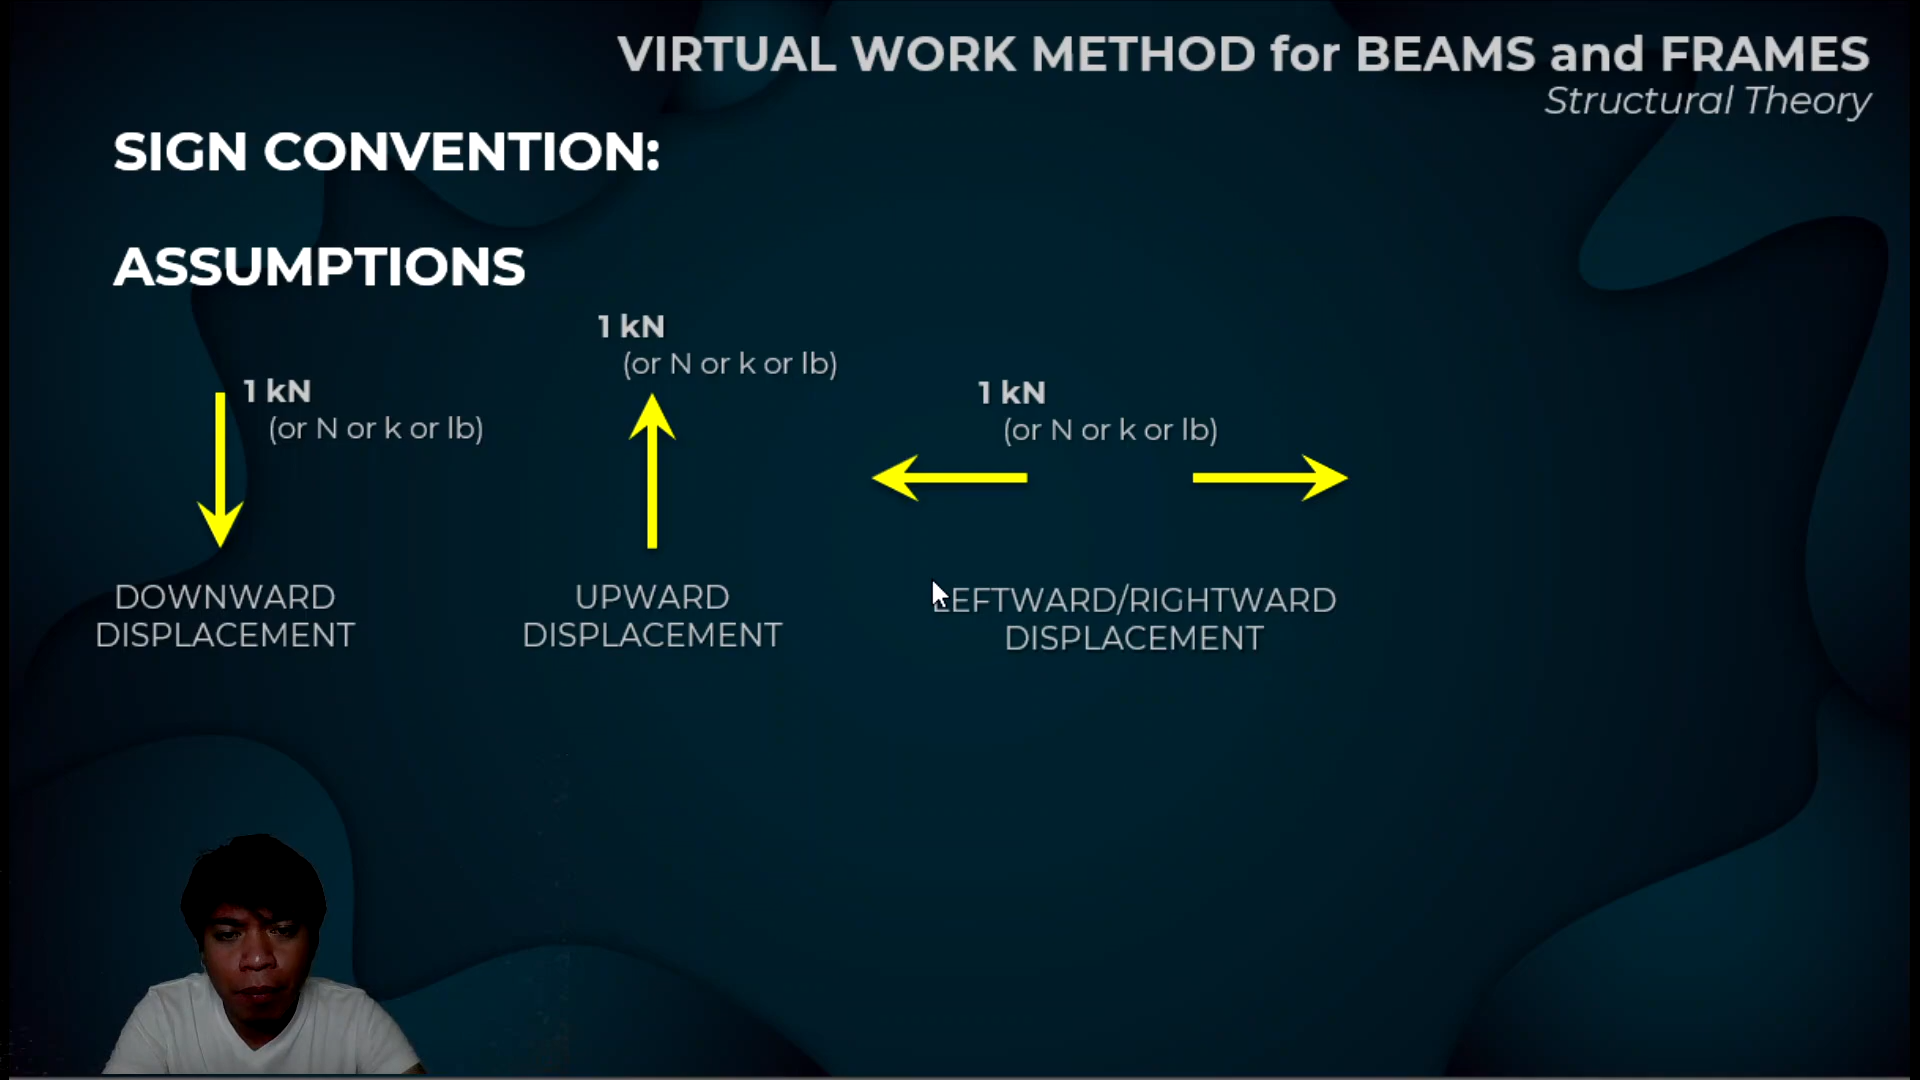 VIRTUAL WORK METHOD for BEAMS and FRAMES
Structural Theory
SIGN CONVENTION:
ASSUMPTIONS
1 kN
(or N or k or lb)
DOWNWARD
DISPLACEMENT
1 kN
(or N or k or lb)
UPWARD
DISPLACEMENT
1 kN
(or N or k or lb)
LEFTWARD/RIGHTWARD
DISPLACEMENT